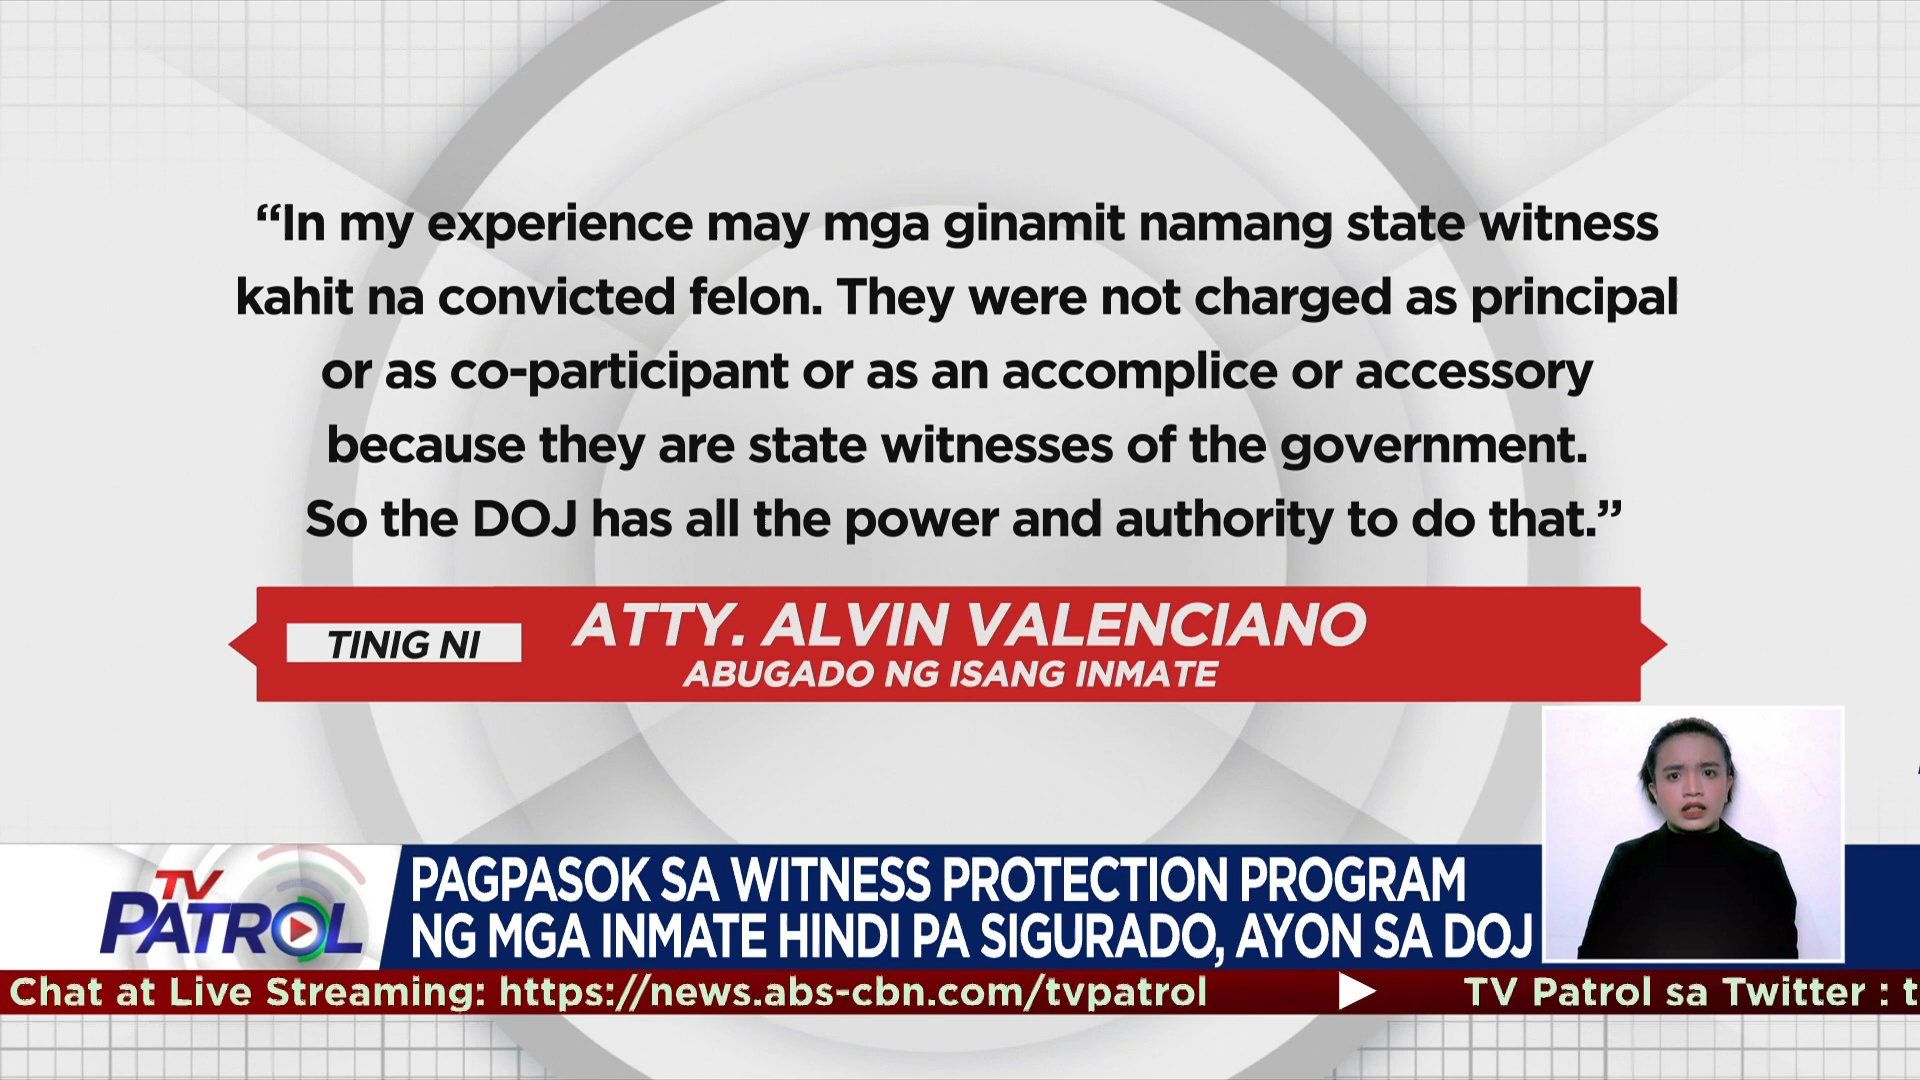 “In my experience may mga ginamit namang state witness
kahit na convicted felon. They were not charged as principal
or as co-participant or as an accomplice or accessory
because they are state witnesses of the government.
So the DOJ has all the power and authority to do that.”
TINIG NI
ATTY. ALVIN VALENCIANO
ABUGADO NG ISANG INMATE
TV
PATROL
PAGPASOK SA WITNESS PROTECTION PROGRAM
NG MGA INMATE HINDI PA SIGURADO, AYON SA DOJ
Chat at Live Streaming: https://news.abs-cbn.com/tvpatrol TV Patrol sa Twitter : t